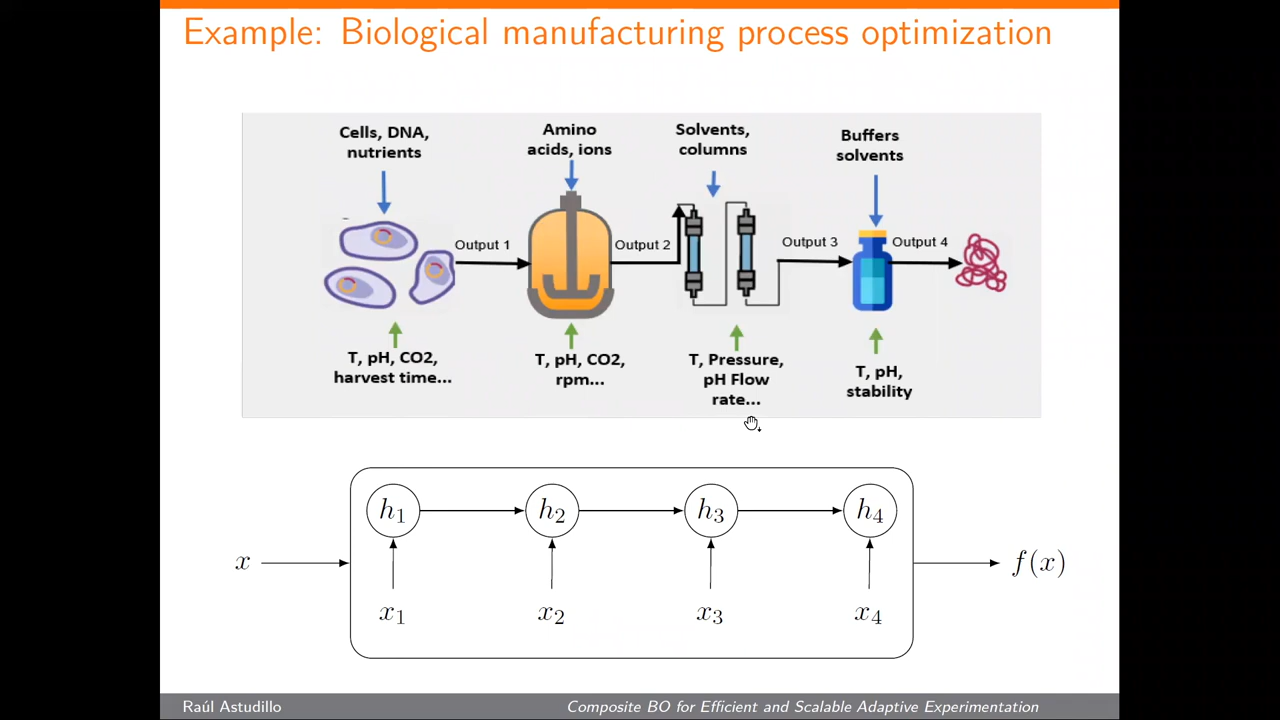 Example: Biological manufacturing process optimization
Cells, DNA,
nutrients
Amino
acids, ions
Solvents,
columns
Buffers
solvents
Output 1
Output 2
Output 3
Output 4
T, pH, CO2,
harvest time...
T, pH, CO2,
rpm...
T, Pressure,
pH Flow
rate...
T, pH,
stability
h₁
h₂
h₃
h₄
x
f(x)
x₁
x₂
x₃
x₄
Raúl Astudillo
Composite BO for Efficient and Scalable Adaptive Experimentation